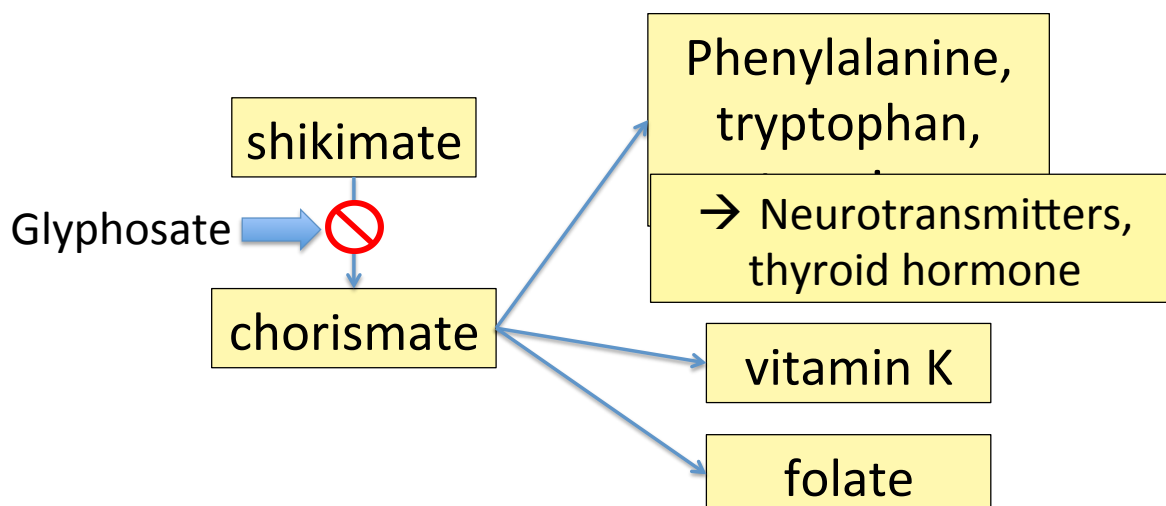 shikimate
Glyphosate
chorismate
Phenylalanine,
tryptophan,
→ Neurotransmitters,
thyroid hormone
vitamin K
folate